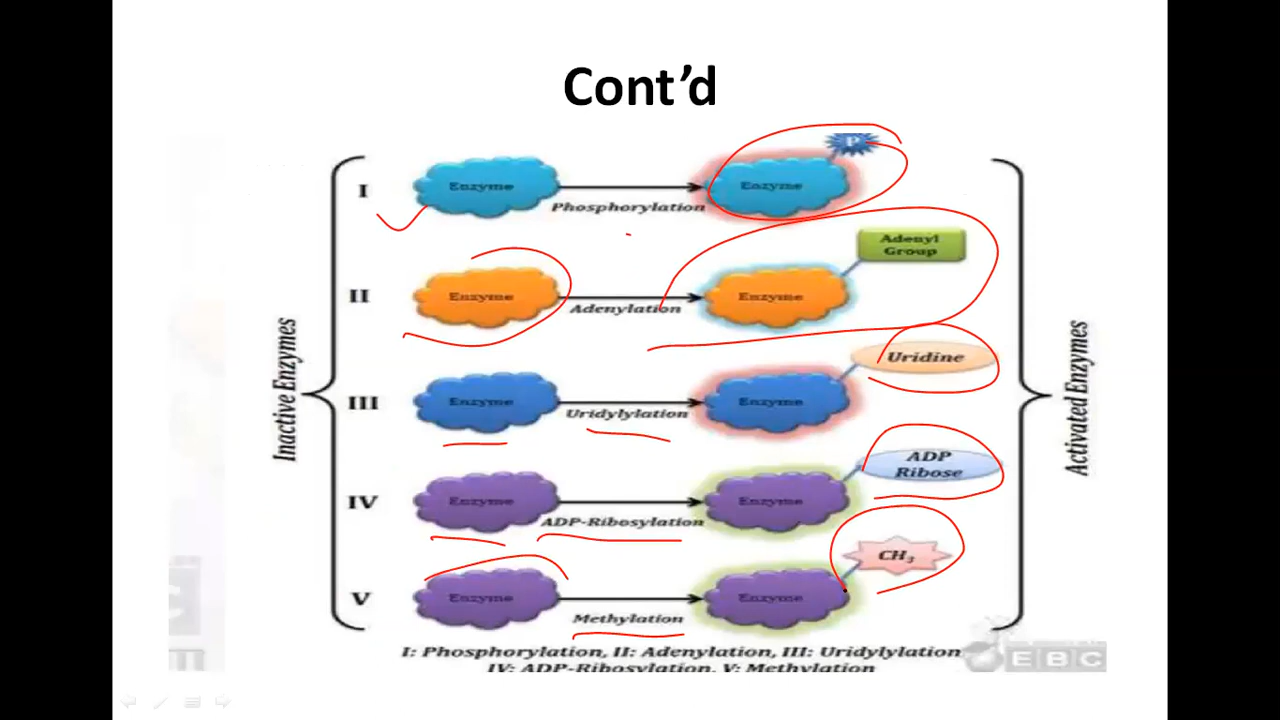 Cont’d
Inactive Enzymes
I
Enzyme
Phosphorylation
Enzyme
P
II
Enzyme
Adenylation
Enzyme
Adenyl
Group
III
Enzyme
Uridylylation
Enzyme
Uridine
IV
Enzyme
ADP-Ribosylation
Enzyme
ADP
Ribose
V
Enzyme
Methylation
Enzyme
CH₃
Activated Enzymes
I: Phosphorylation, II: Adenylation, III: Uridylylation,
IV: ADP-Ribosylation, V: Methylation
EBC